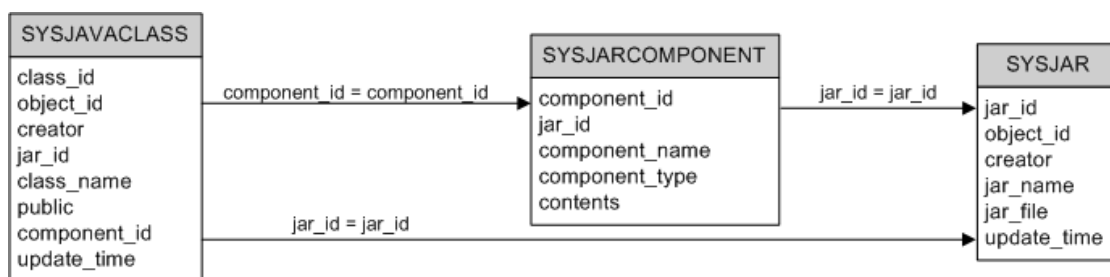 SYSJAVACLASS
class_id
object_id
creator
jar_id
class_name
public
component_id
update_time
component_id = component_id
jar_id = jar_id
SYSJARCOMPONENT
component_id
jar_id
component_name
component_type
contents
jar_id = jar_id
SYSJAR
jar_id
object_id
creator
jar_name
jar_file
update_time